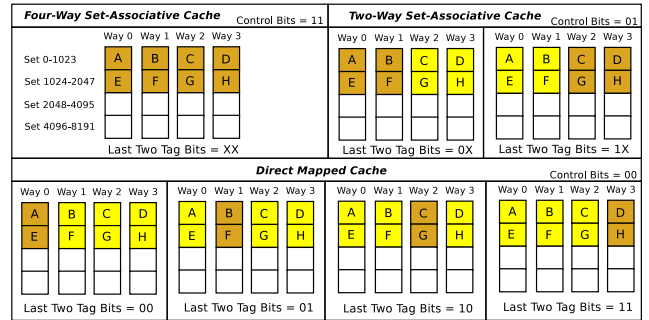 Four-Way Set-Associative Cache Control Bits = 11
Way 0 Way 1 Way 2 Way 3
Set 0-1023 A B C D
Set 1024-2047 E F G H
Set 2048-4095
Set 4096-8191
Last Two Tag Bits = XX
Two-Way Set-Associative Cache Control Bits = 01
Way 0 Way 1 Way 2 Way 3 Way 0 Way 1 Way 2 Way 3
A B C D A B C D
E F G H E F G H
Last Two Tag Bits = 0X Last Two Tag Bits = 1X
Direct Mapped Cache Control Bits = 00
Way 0 Way 1 Way 2 Way 3 Way 0 Way 1 Way 2 Way 3 Way 0 Way 1 Way 2 Way 3 Way 0 Way 1 Way 2 Way 3
A B C D A B C D A B C D A B C D
E F G H E F G H E F G H E F G H
Last Two Tag Bits = 00 Last Two Tag Bits = 01 Last Two Tag Bits = 10 Last Two Tag Bits = 11